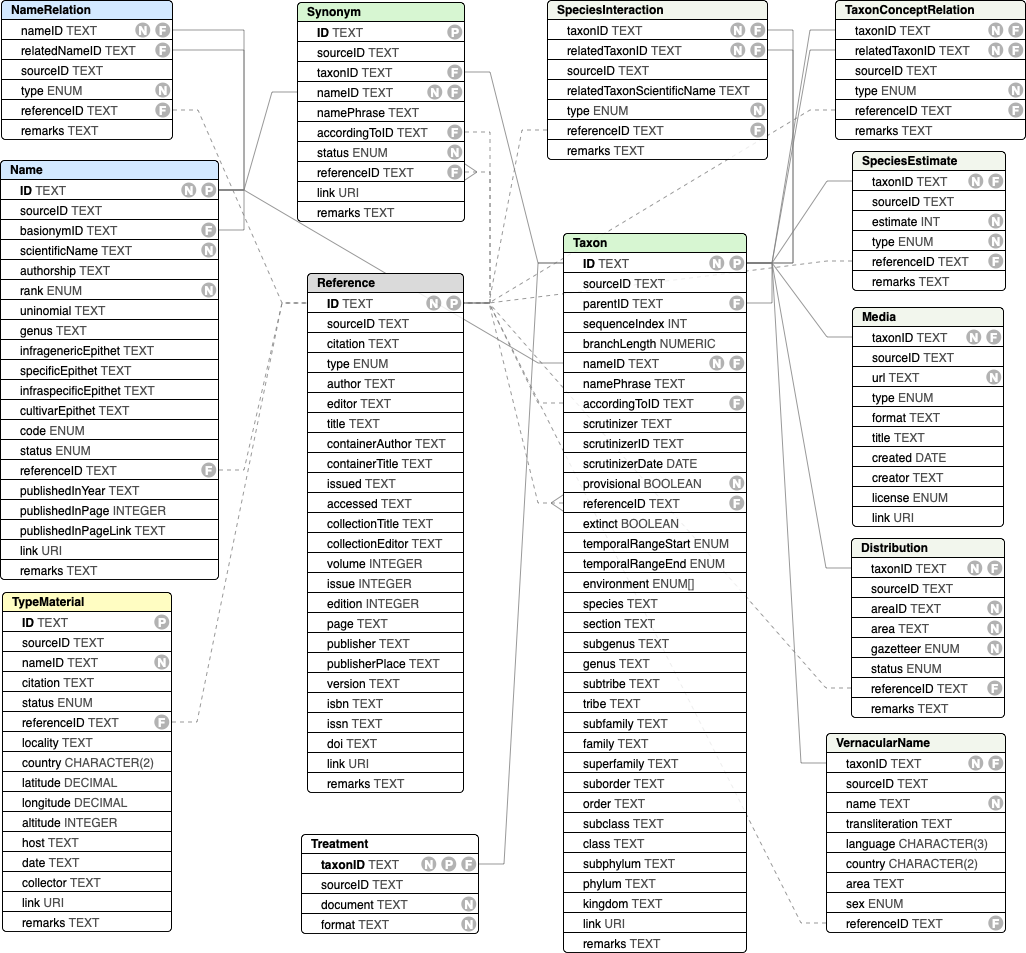 NameRelation
nameID TEXT N F
relatedNameID TEXT F
sourceID TEXT
type ENUM N
referenceID TEXT F
remarks TEXT
Name
ID TEXT N P
sourceID TEXT
basionymID TEXT F
scientificName TEXT N
authorship TEXT
rank ENUM N
uninomial TEXT
genus TEXT
infragenericEpithet TEXT
specificEpithet TEXT
infraspecificEpithet TEXT
cultivarEpithet TEXT
code ENUM
status ENUM
referenceID TEXT F
publishedInYear TEXT
publishedInPage INTEGER
publishedInPageLink TEXT
link URI
remarks TEXT
TypeMaterial
ID TEXT P
sourceID TEXT
nameID TEXT N
citation TEXT
status ENUM
referenceID TEXT F
locality TEXT
country CHARACTER(2)
latitude DECIMAL
longitude DECIMAL
altitude INTEGER
host TEXT
date TEXT
collector TEXT
link URI
remarks TEXT
Synonym
ID TEXT P
sourceID TEXT
taxonID TEXT F
nameID TEXT N F
namePhrase TEXT
accordingToID TEXT F
status ENUM N
referenceID TEXT F
link URI
remarks TEXT
Reference
ID TEXT N P
sourceID TEXT
citation TEXT
type ENUM
author TEXT
editor TEXT
title TEXT
containerAuthor TEXT
containerTitle TEXT
issued TEXT
accessed TEXT
collectionTitle TEXT
collectionEditor TEXT
volume INTEGER
issue INTEGER
edition INTEGER
page TEXT
publisher TEXT
publisherPlace TEXT
version TEXT
isbn TEXT
issn TEXT
doi TEXT
link URI
remarks TEXT
Treatment
taxonID TEXT N P F
sourceID TEXT
document TEXT N
format TEXT N
SpeciesInteraction
taxonID TEXT N F
relatedTaxonID TEXT N F
sourceID TEXT
relatedTaxonScientificName TEXT
type ENUM N
referenceID TEXT F
remarks TEXT
Taxon
ID TEXT N P
sourceID TEXT
parentID TEXT F
sequenceIndex INT
branchLength NUMERIC
nameID TEXT N F
namePhrase TEXT
accordingToID TEXT F
scrutinizer TEXT
scrutinizerID TEXT
scrutinizerDate DATE
provisional BOOLEAN N
referenceID TEXT F
extinct BOOLEAN
temporalRangeStart ENUM
temporalRangeEnd ENUM
environment ENUM[]
species TEXT
section TEXT
subgenus TEXT
genus TEXT
subtribe TEXT
tribe TEXT
subfamily TEXT
family TEXT
superfamily TEXT
suborder TEXT
order TEXT
subclass TEXT
class TEXT
subphylum TEXT
phylum TEXT
kingdom TEXT
link URI
remarks TEXT
TaxonConceptRelation
taxonID TEXT N F
relatedTaxonID TEXT N F
sourceID TEXT
type ENUM N
referenceID TEXT F
remarks TEXT
SpeciesEstimate
taxonID TEXT N F
sourceID TEXT
estimate INT N
type ENUM N
referenceID TEXT F
remarks TEXT
Media
taxonID TEXT N F
sourceID TEXT
url TEXT N
type ENUM
format TEXT
title TEXT
created DATE
creator TEXT
license ENUM
link URI
Distribution
taxonID TEXT N F
sourceID TEXT
areaID TEXT N
area TEXT N
gazetteer ENUM N
status ENUM
referenceID TEXT F
remarks TEXT
VernacularName
taxonID TEXT N F
sourceID TEXT
name TEXT N
transliteration TEXT
language CHARACTER(3)
country CHARACTER(2)
area TEXT
sex ENUM
referenceID TEXT F